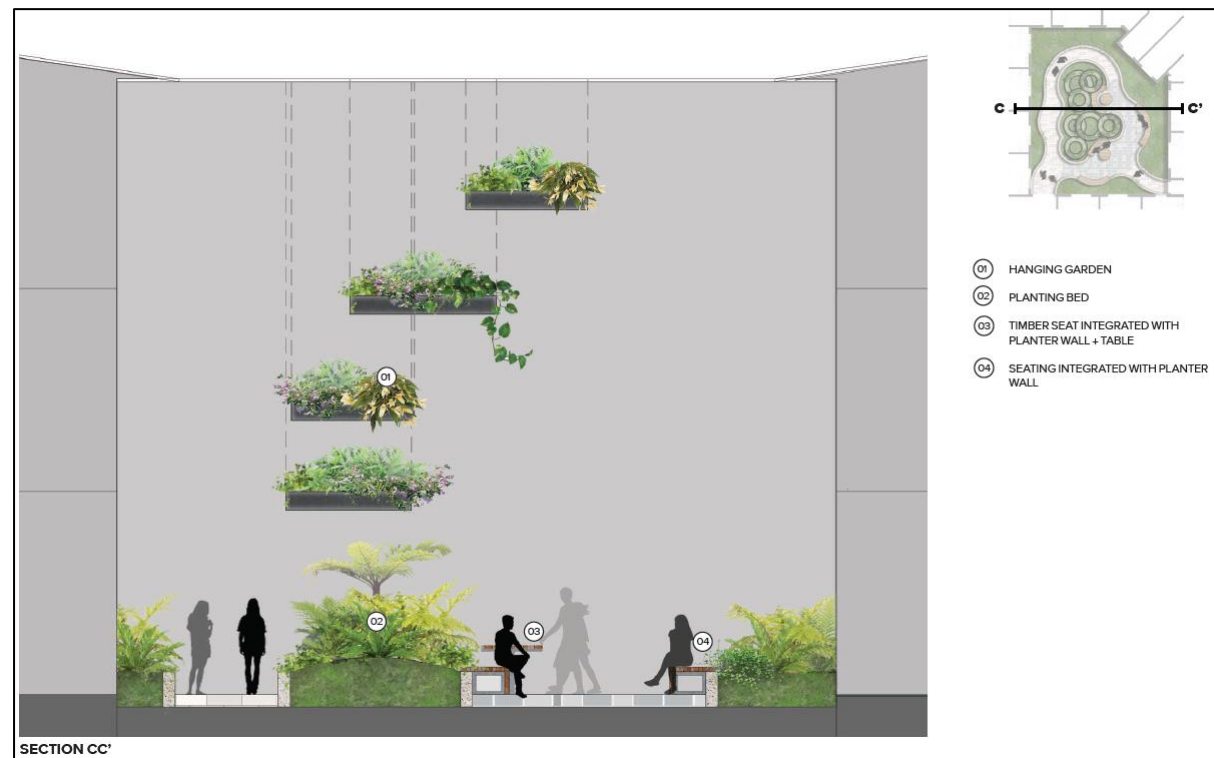 C
C'
01 HANGING GARDEN
02 PLANTING BED
03 TIMBER SEAT INTEGRATED WITH
PLANTER WALL + TABLE
04 SEATING INTEGRATED WITH PLANTER
WALL
01
02
03
04
SECTION CC'